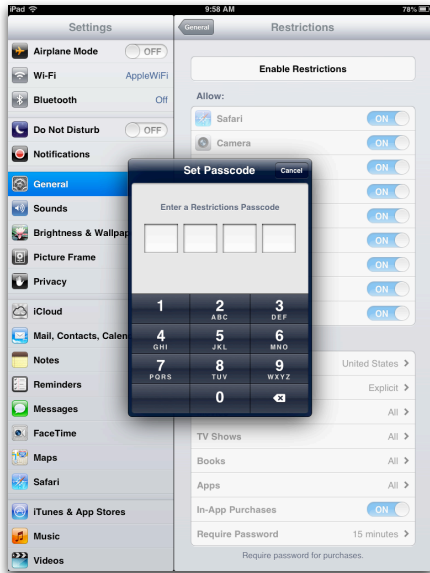 iPad 9:58 AM 78%
Settings
Airplane Mode OFF
Wi-Fi AppleWiFi
Bluetooth Off
Do Not Disturb OFF
Notifications
General
Sounds
Brightness & Wallpap
Picture Frame
Privacy
iCloud
Mail, Contacts, Calen
Notes
Reminders
Messages
FaceTime
Maps
Safari
iTunes & App Stores
Music
Videos
General Restrictions
Enable Restrictions
Allow:
Safari ON
Camera ON
ON
ON
ON
ON
ON
ON
ON
United States
Explicit
All
TV Shows All
Books All
Apps All
In-App Purchases ON
Require Password 15 minutes
Require password for purchases.
Set Passcode Cancel
Enter a Restrictions Passcode
1 2 3
ABC DEF
4 5 6
GHI JKL MNO
7 8 9
PQRS TUV WXYZ
0